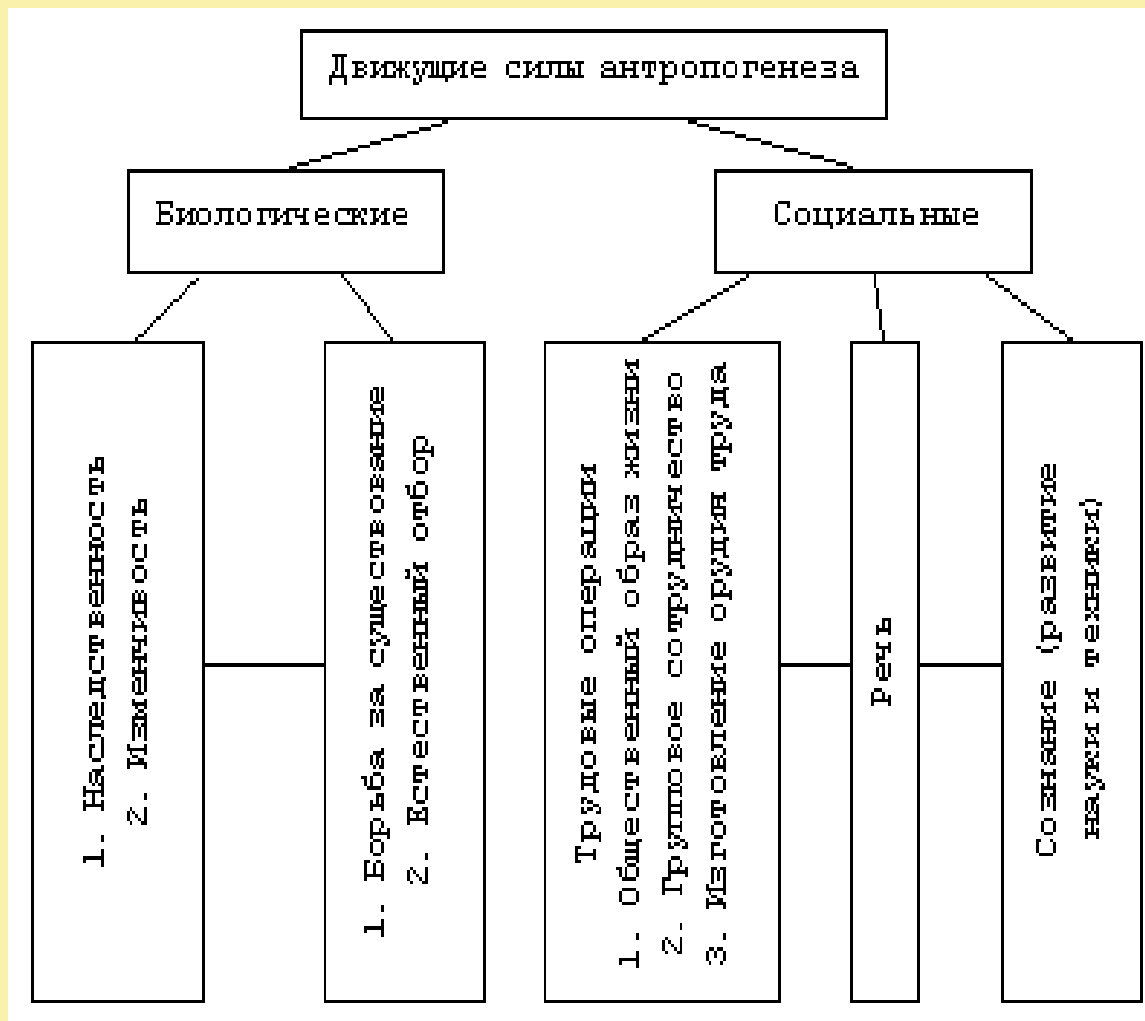 Движущие силы антропогенеза
Биологические
Социальные
1. Наследственность
2. Изменчивость
1. Борьба за существование
2. Естественный отбор
Трудовые операции
1. Общественный образ жизни
2. Групповое сотрудничество
3. Изготовление орудин труда
Речь
Сознание (развитие
науки и техники)